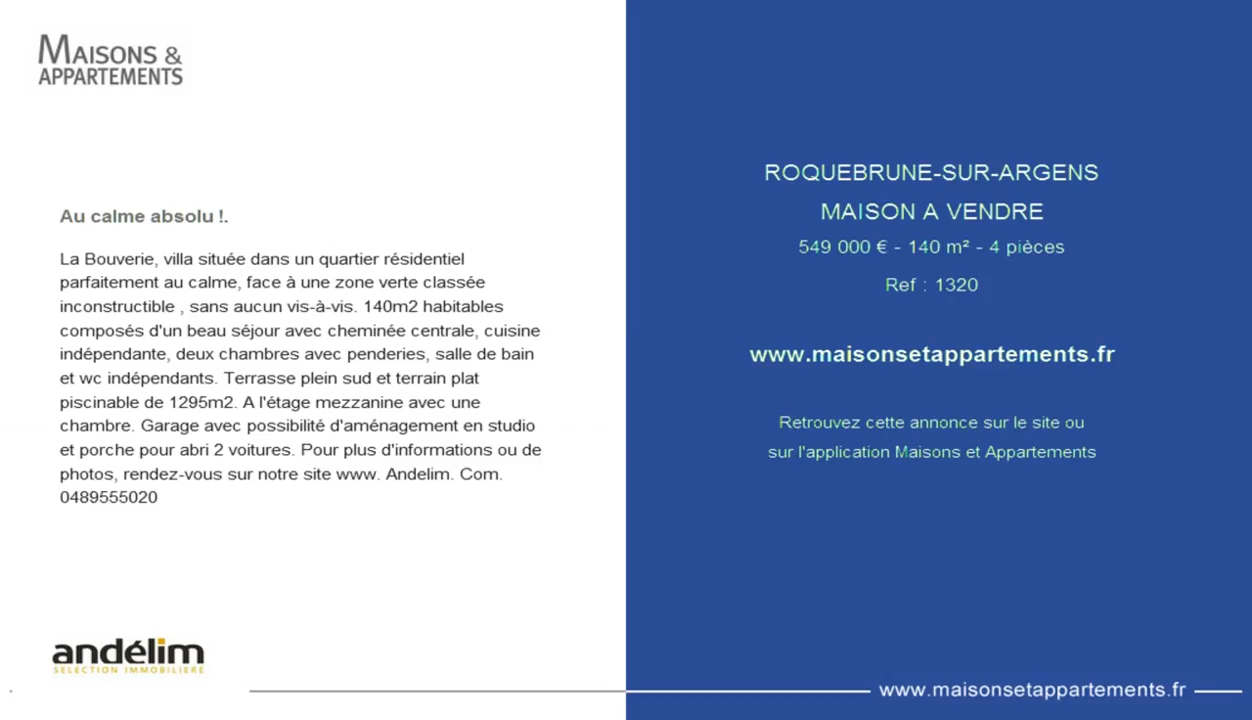 MAISONS &
APPARTEMENTS
Au calme absolu !.
La Bouverie, villa située dans un quartier résidentiel
parfaitement au calme, face à une zone verte classée
inconstructible , sans aucun vis-à-vis. 140m2 habitables
composés d'un beau séjour avec cheminée centrale, cuisine
indépendante, deux chambres avec penderies, salle de bain
et wc indépendants. Terrasse plein sud et terrain plat
piscinable de 1295m2. A l'étage mezzanine avec une
chambre. Garage avec possibilité d'aménagement en studio
et porche pour abri 2 voitures. Pour plus d'informations ou de
photos, rendez-vous sur notre site www. Andelim. Com.
0489555020
andélim
SELECTION IMMOBILIERE
ROQUEBRUNE-SUR-ARGENS
MAISON A VENDRE
549 000 € - 140 m² - 4 pièces
Ref : 1320
www.maisonsetappartements.fr
Retrouvez cette annonce sur le site ou
sur l'application Maisons et Appartements
www.maisonsetappartements.fr